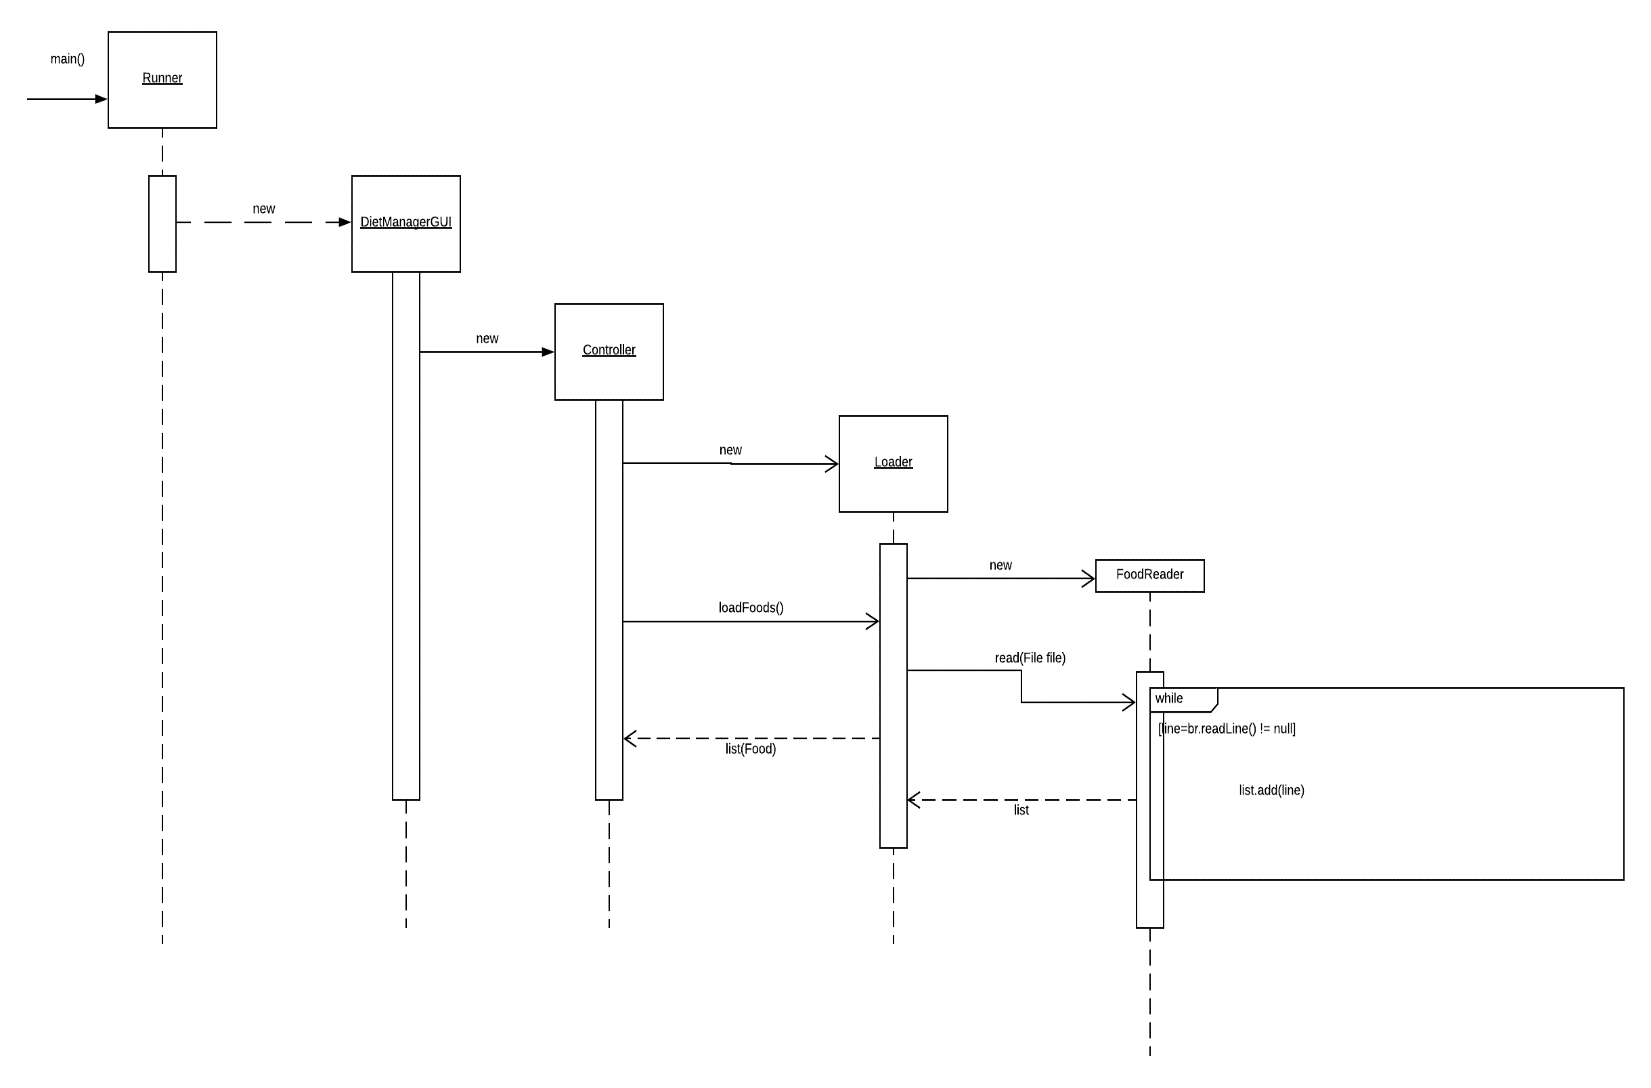 main()
Runner
new
DietManagerGUI
new
Controller
new
Loader
new
FoodReader
loadFoods()
read(File file)
while
[line=br.readLine() != null]
list(Food)
list.add(line)
list